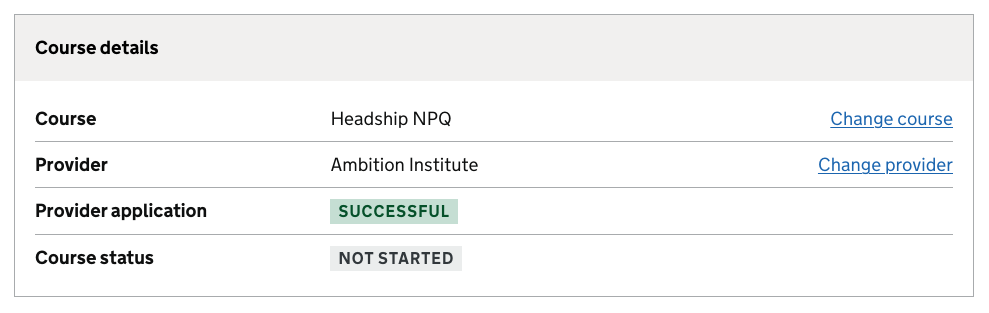 Course details
Course Headship NPQ Change course
Provider Ambition Institute Change provider
Provider application SUCCESSFUL
Course status NOT STARTED